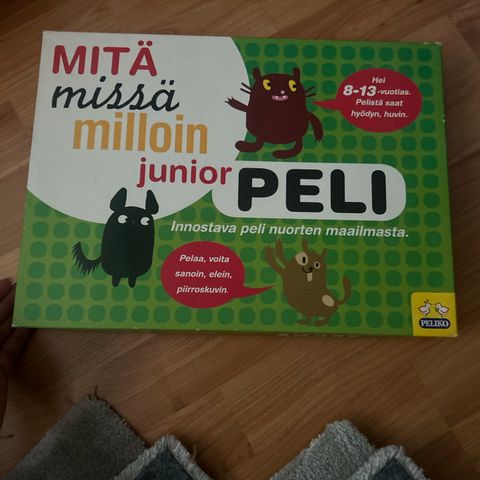 MITÄ
missä
milloin
junior PELI
Hei
8-13-vuotias.
Pelistä saat
hyödyn, huvin.
Innostava peli nuorten maailmasta.
Pelaa, voita
sanoin, elein,
piirroskuvin.
PELIKO